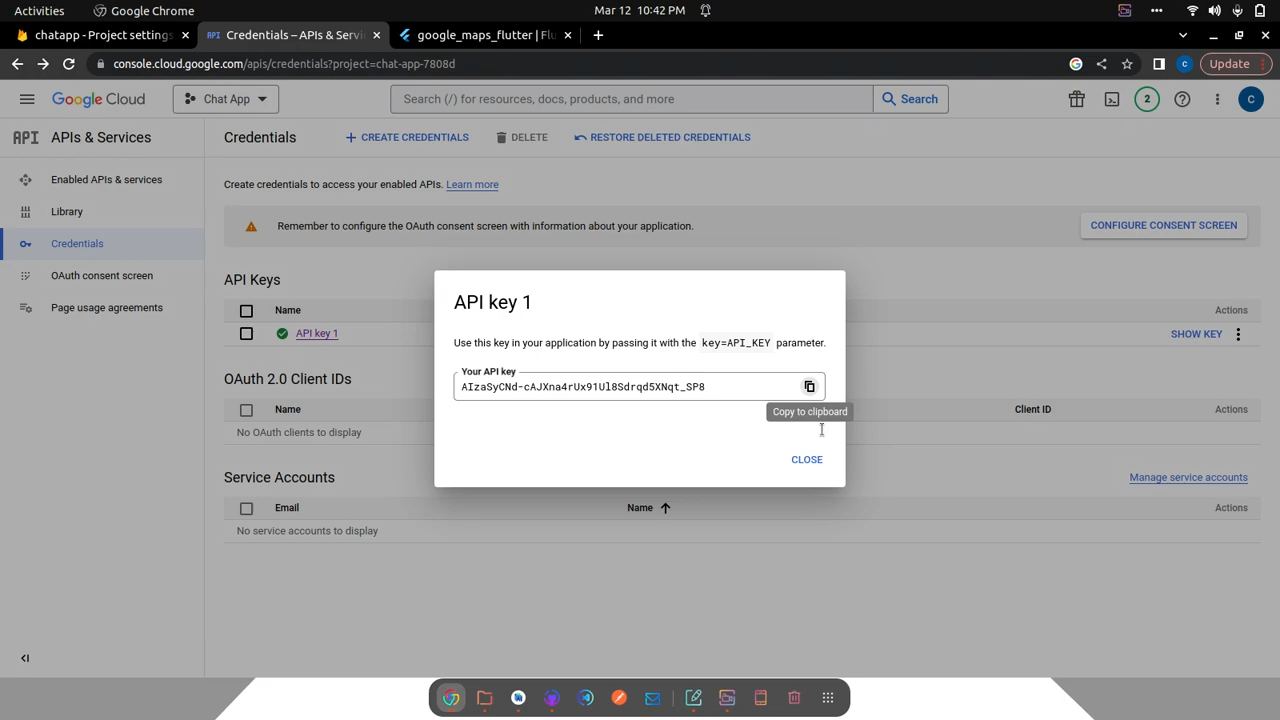 Activities Google Chrome Mar 12 10:42 PM
chatapp - Project settings Credentials – APIs & Servi google_maps_flutter | Flu
console.cloud.google.com/apis/credentials?project=chat-app-7808d C Update
Google Cloud Chat App Search (/) for resources, docs, products, and more Search 2 C
API APIs & Services Credentials CREATE CREDENTIALS DELETE RESTORE DELETED CREDENTIALS
Enabled APIs & services
Library
Credentials
OAuth consent screen
Page usage agreements
Create credentials to access your enabled APIs. Learn more
Remember to configure the OAuth consent screen with information about your application. CONFIGURE CONSENT SCREEN
API Keys
Name Actions
API key 1 SHOW KEY
OAuth 2.0 Client IDs
Name Client ID Actions
No OAuth clients to display
Service Accounts Manage service accounts
Email Name Actions
No service accounts to display
API key 1
Use this key in your application by passing it with the key=API_KEY parameter.
Your API key
AIzaSyCNd-cAJXna4rUx91Ul8Sdrqd5XNqt_SP8
Copy to clipboard
CLOSE